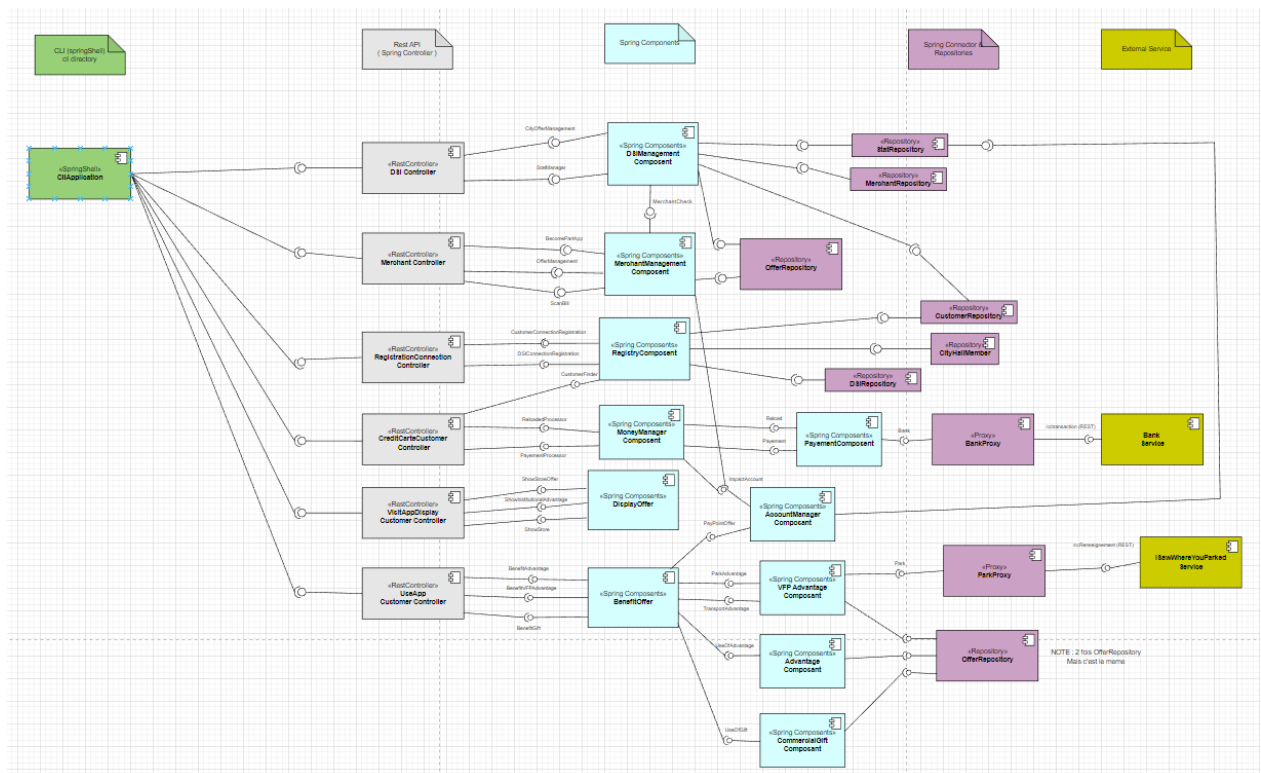 CLI (springShell)
cli directory
Rest API
( Spring Controller )
Spring Components
Spring Connector &
Repositories
External Service
«SpringShell»
CliApplication
«RestController»
DSI Controller
CityOfferManagement
StatManager
«Spring Components»
DSIManagement
Component
«Repository»
StatRepository
«Repository»
MerchantRepository
MerchantCheck
«RestController»
Merchant Controller
BecomeFanApp
OfferManagement
ScanBill
«Spring Components»
MerchantManagement
Composent
«Repository»
OfferRepository
«Repository»
CustomerRepository
«RestController»
RegistrationConnection
Controller
CustomerConnectionRegistration
DSIConnectionRegistration
CustomerFinder
«Spring Components»
RegistryComponent
«Repository»
CityHallMember
«Repository»
DSIRepository
«RestController»
CreditCarteCustomer
Controller
ReloadedProcessor
PayementProcessor
«Spring Components»
MoneyManager
Composent
Reload
Payement
«Spring Components»
PayementComponent
Bank
«Proxy»
BankProxy
/cctransaction (REST)
Bank
Service
«RestController»
VisitAppDisplay
Customer Controller
ShowStoreOffer
ShowInstitutionnalAdvantage
ShowStore
«Spring Components»
DisplayOffer
ImpactAccount
«Spring Components»
AccountManager
Composant
PayPointOffer
«RestController»
UseApp
Customer Controller
BenefitAdvantage
BenefitVFPAdvantage
BenefitGift
«Spring Components»
BenefitOffer
ParkAdvantage
TransportAdvantage
«Spring Components»
VFP Advantage
Composant
Park
«Proxy»
ParkProxy
ISawWhereYouParked
Service
UseOfAdvantage
«Spring Components»
Advantage
Composant
«Repository»
OfferRepository
NOTE : 2 fois OfferRepository
Mais c'est le meme
UseOfGift
«Spring Components»
CommercialGift
Composant